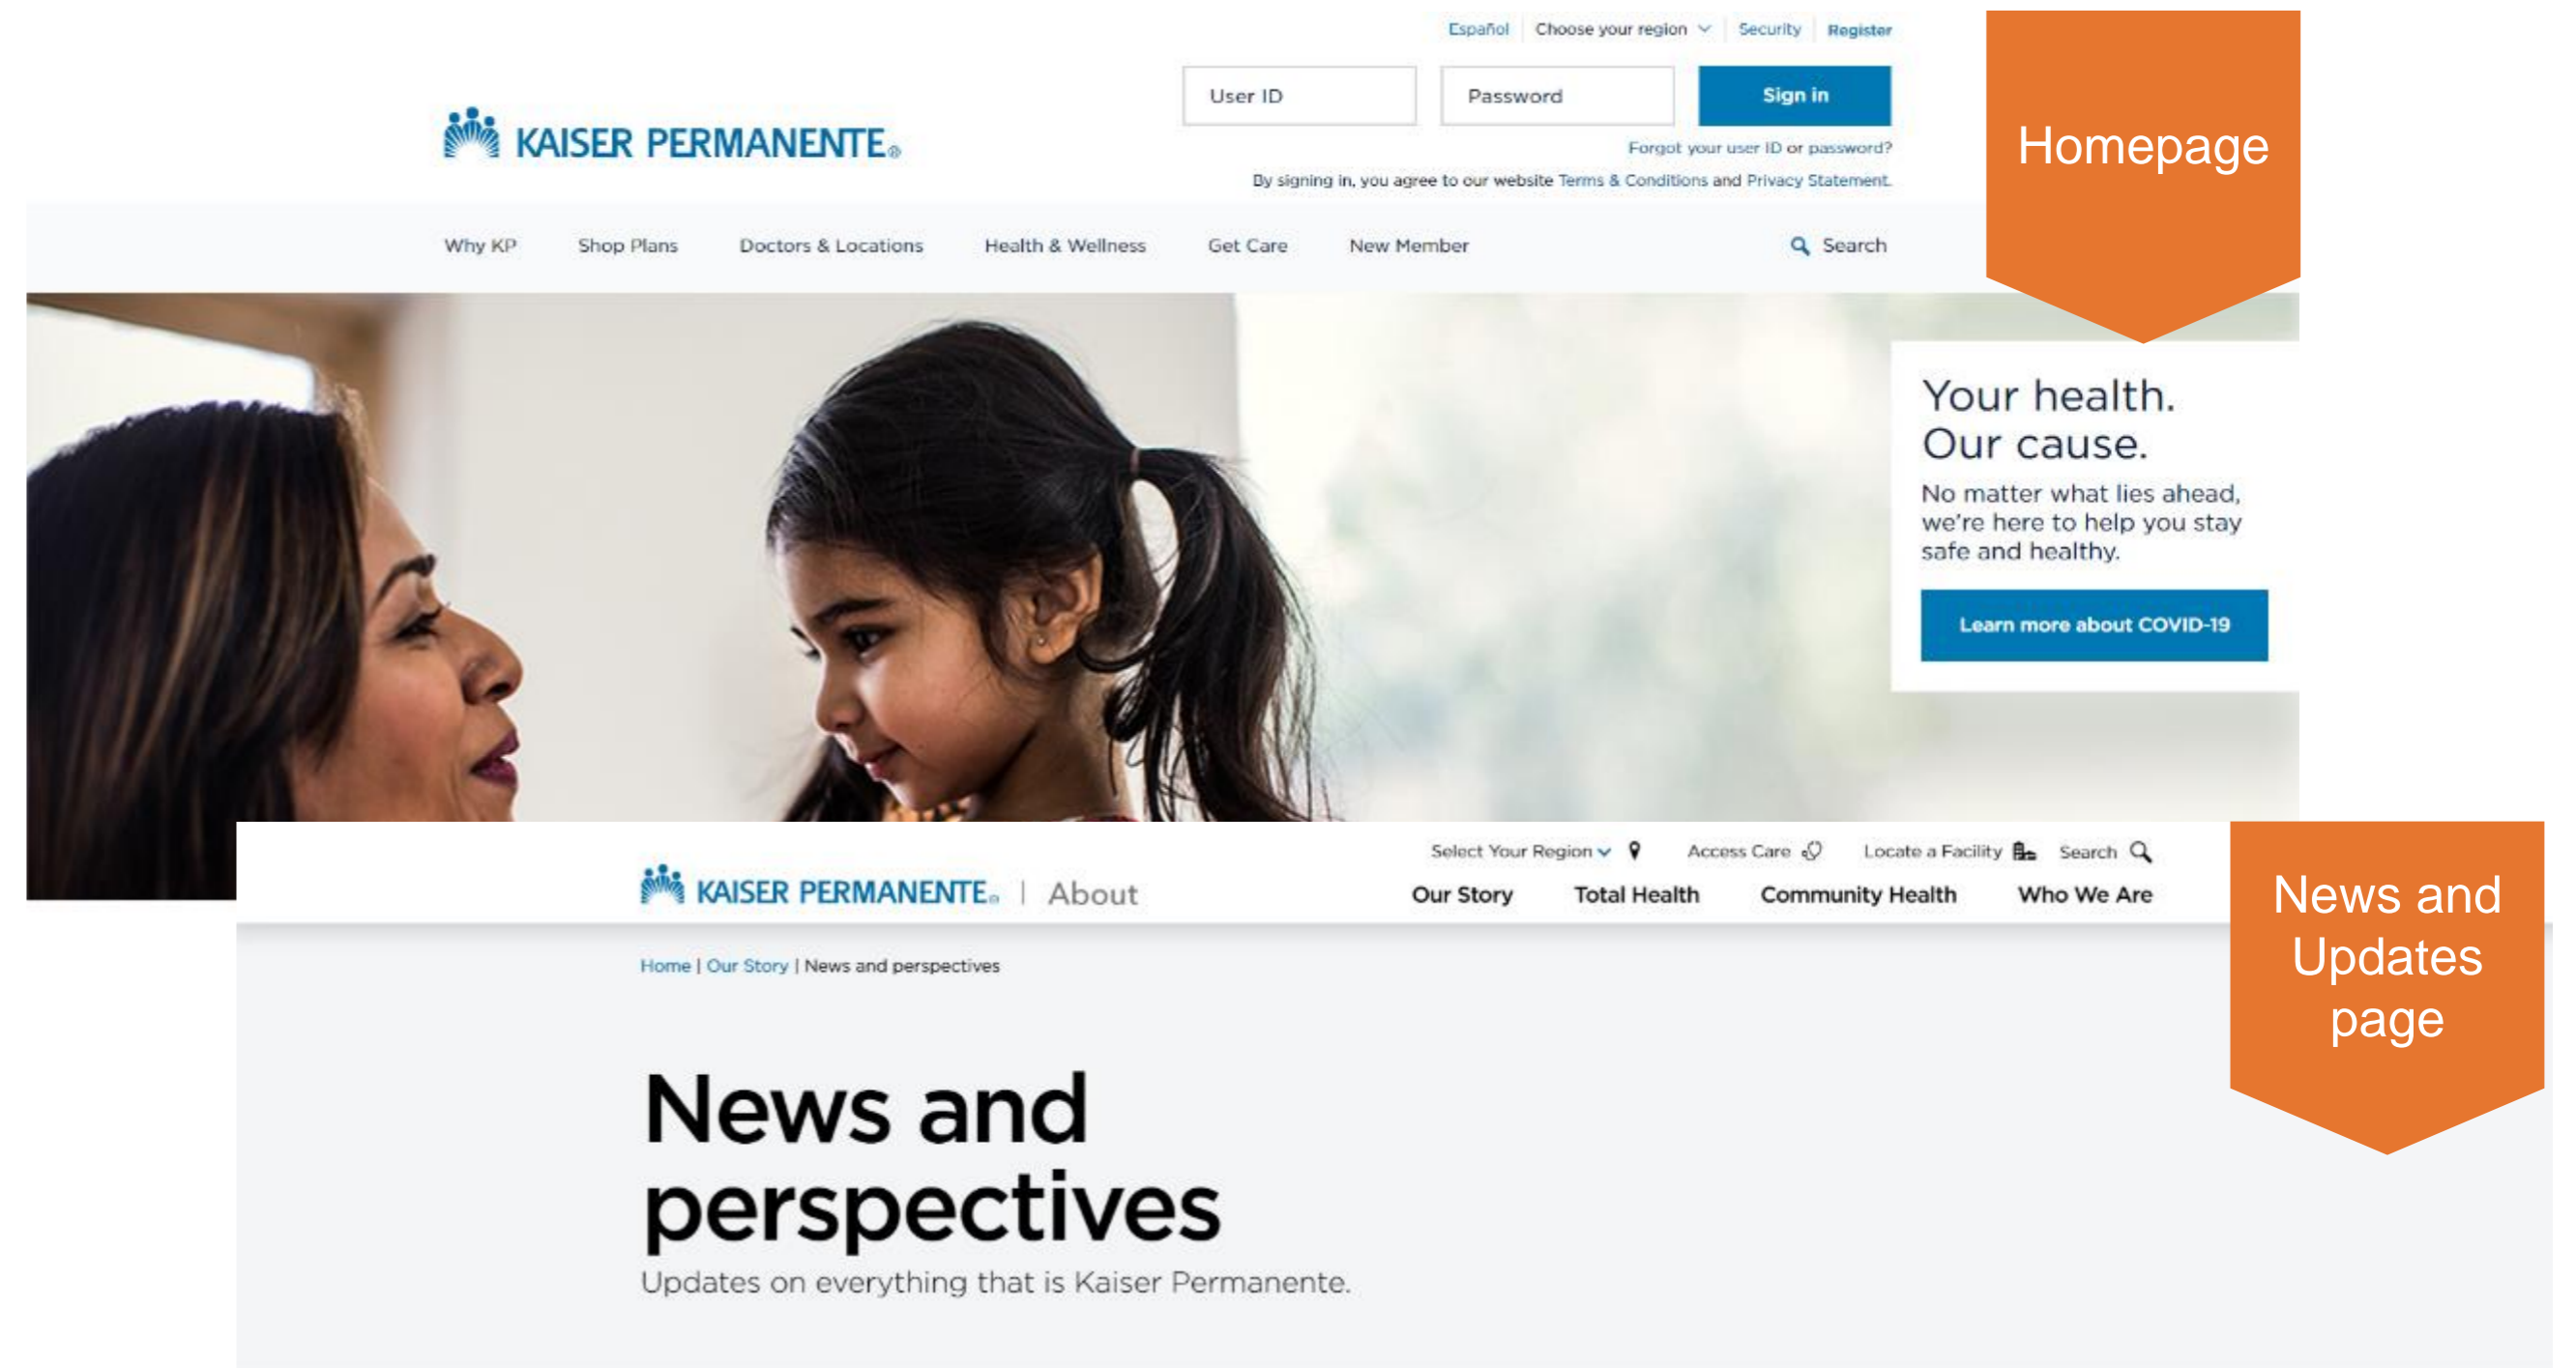 Español Choose your region Security Register
User ID Password Sign in
KAISER PERMANENTE®
Forgot your user ID or password?
By signing in, you agree to our website Terms & Conditions and Privacy Statement.
Homepage
Why KP Shop Plans Doctors & Locations Health & Wellness Get Care New Member Search
Your health.
Our cause.
No matter what lies ahead,
we're here to help you stay
safe and healthy.
Learn more about COVID-19
Select Your Region Access Care Locate a Facility Search
KAISER PERMANENTE® | About
Our Story Total Health Community Health Who We Are
News and
Updates
page
Home | Our Story | News and perspectives
News and
perspectives
Updates on everything that is Kaiser Permanente.